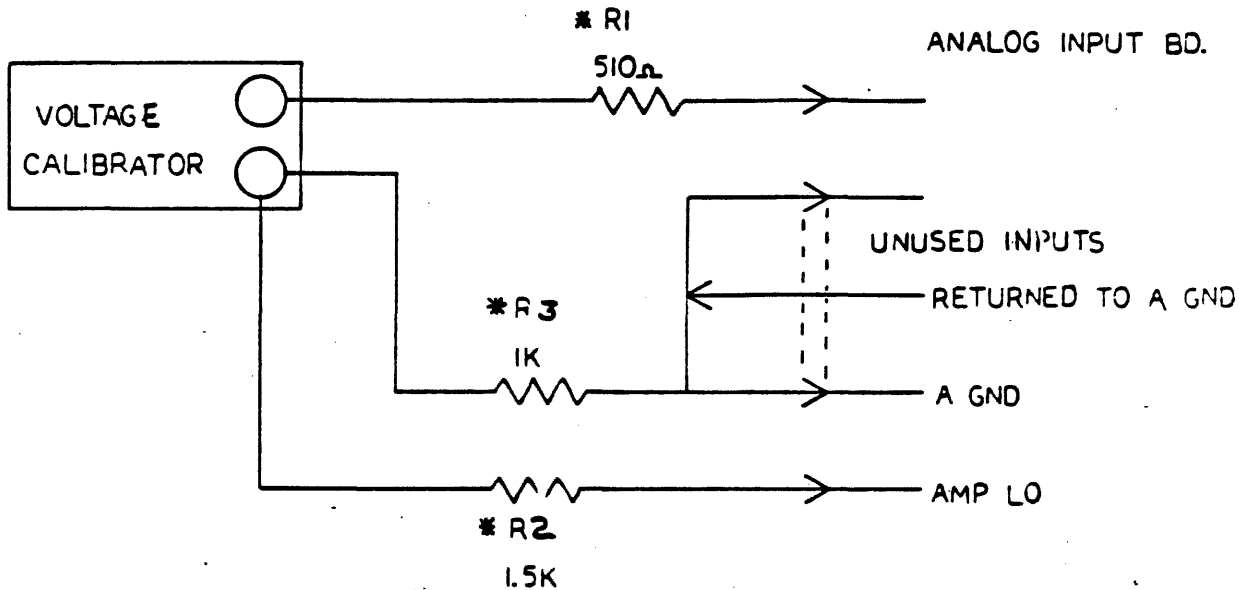 * R1
510Ω
ANALOG INPUT BD.
VOLTAGE
CALIBRATOR
UNUSED INPUTS
RETURNED TO A GND
* R3
1K
A GND
AMP LO
* R2
1.5K